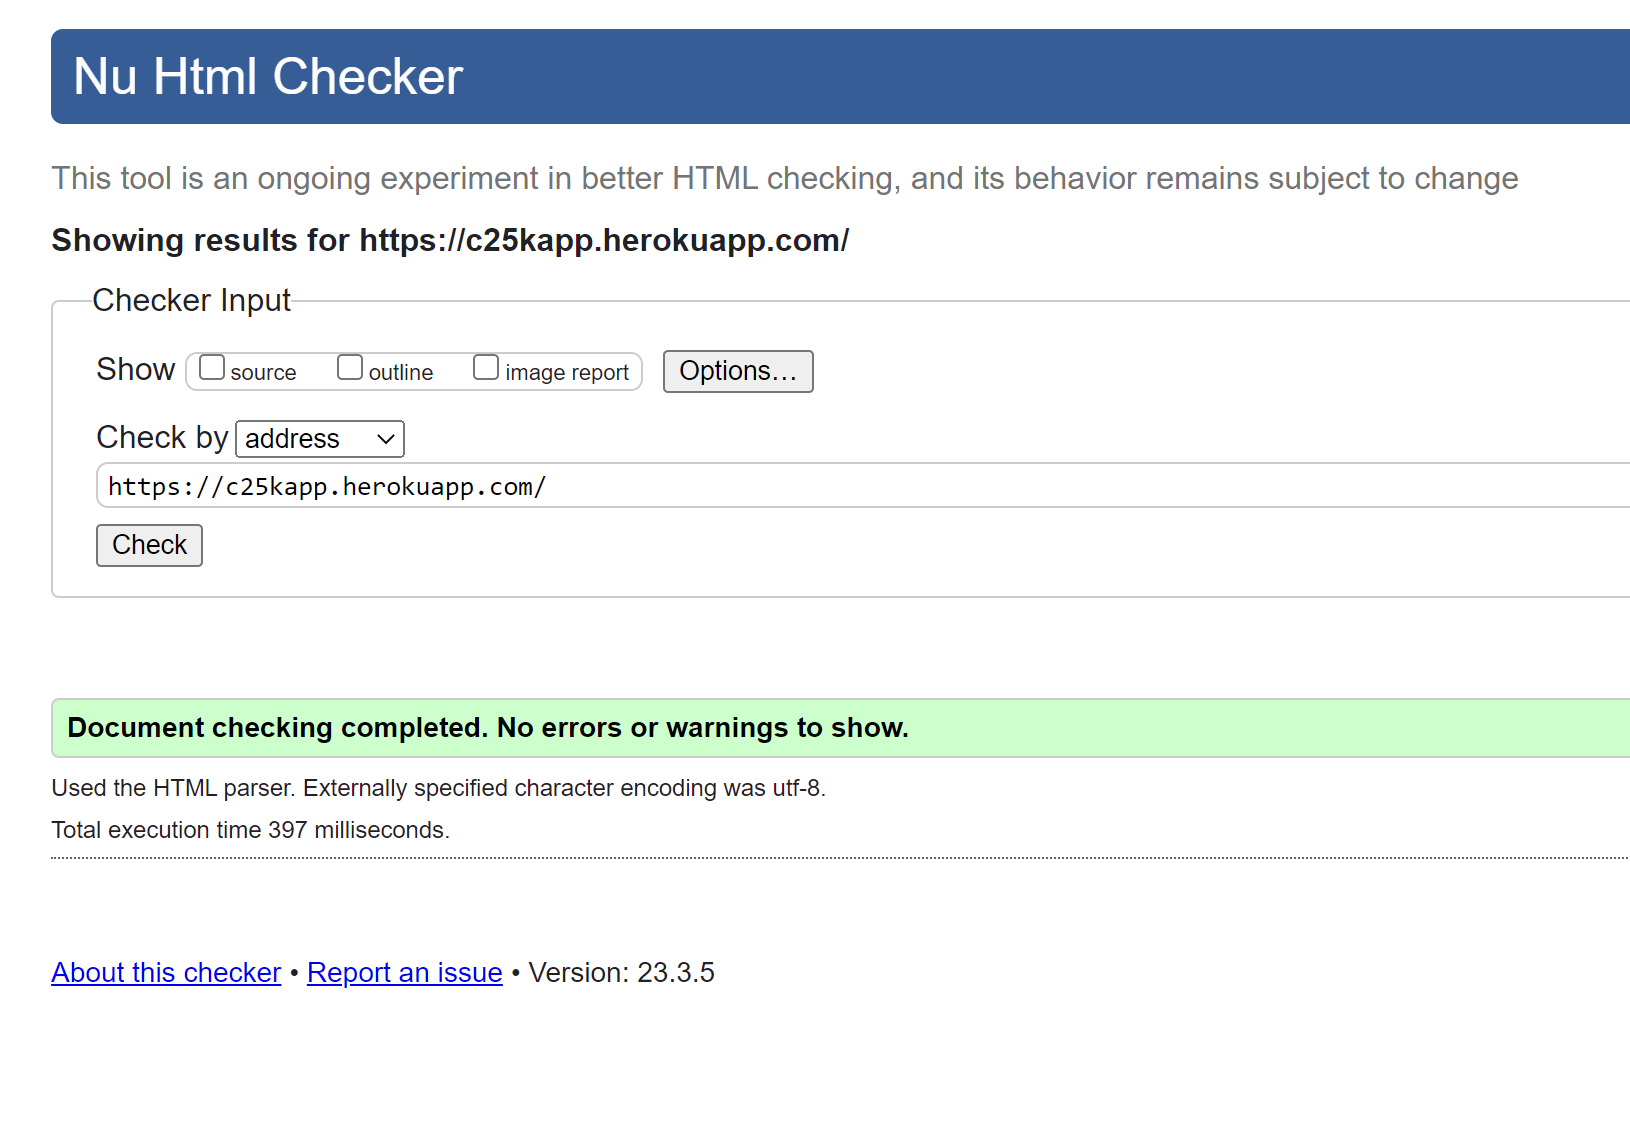 Nu Html Checker
This tool is an ongoing experiment in better HTML checking, and its behavior remains subject to change
Showing results for https://c25kapp.herokuapp.com/
Checker Input
Show source outline image report Options...
Check by address
https://c25kapp.herokuapp.com/
Check
Document checking completed. No errors or warnings to show.
Used the HTML parser. Externally specified character encoding was utf-8.
Total execution time 397 milliseconds.
About this checker • Report an issue • Version: 23.3.5